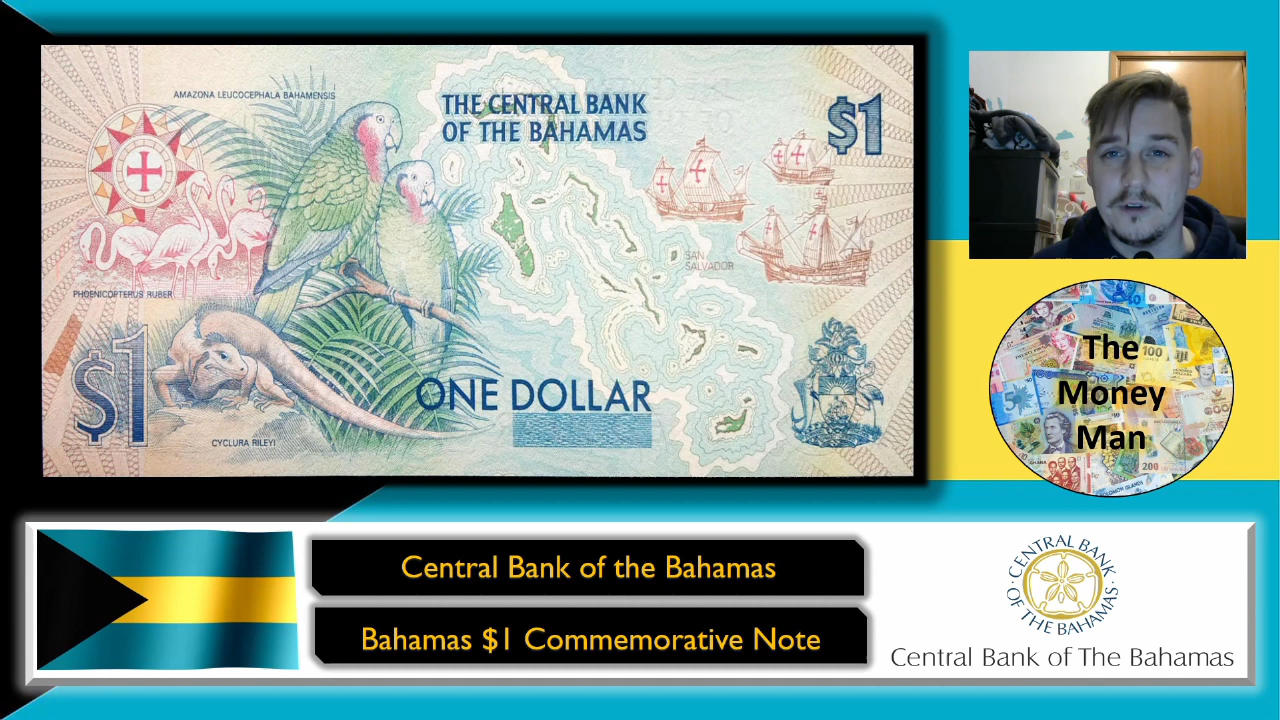 AMAZONA LEUCOCEPHALA BAHAMENSIS
THE CENTRAL BANK
OF THE BAHAMAS
$1
SAN
SALVADOR
PHOENICOPTERUS RUBER
$1
ONE DOLLAR
CYCLURA RILEYI
The
Money
Man
Central Bank of the Bahamas
Bahamas $1 Commemorative Note
CENTRAL BANK
OF THE BAHAMAS
Central Bank of The Bahamas